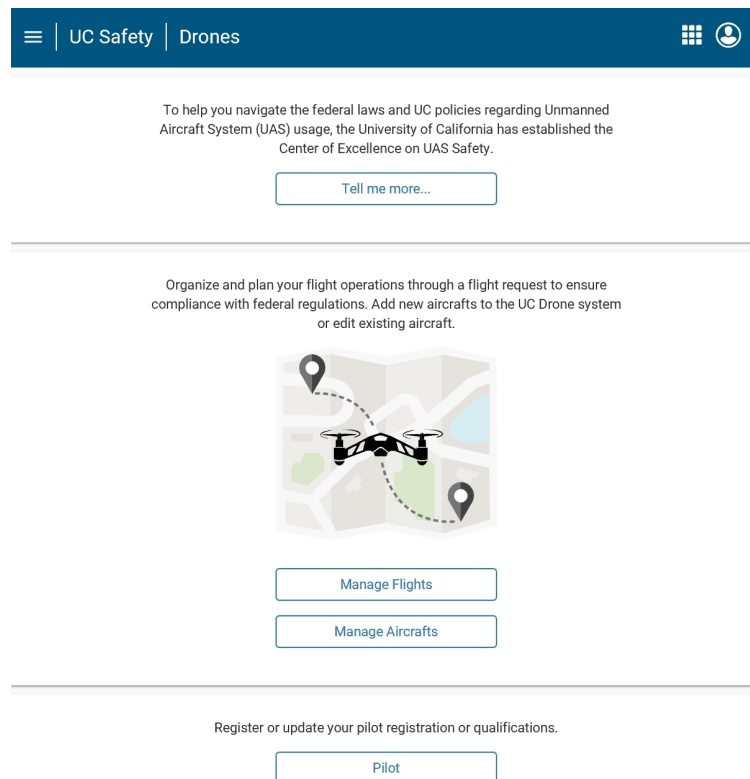 UC Safety | Drones
To help you navigate the federal laws and UC policies regarding Unmanned
Aircraft System (UAS) usage, the University of California has established the
Center of Excellence on UAS Safety.
Tell me more...
Organize and plan your flight operations through a flight request to ensure
compliance with federal regulations. Add new aircrafts to the UC Drone system
or edit existing aircraft.
Manage Flights
Manage Aircrafts
Register or update your pilot registration or qualifications.
Pilot